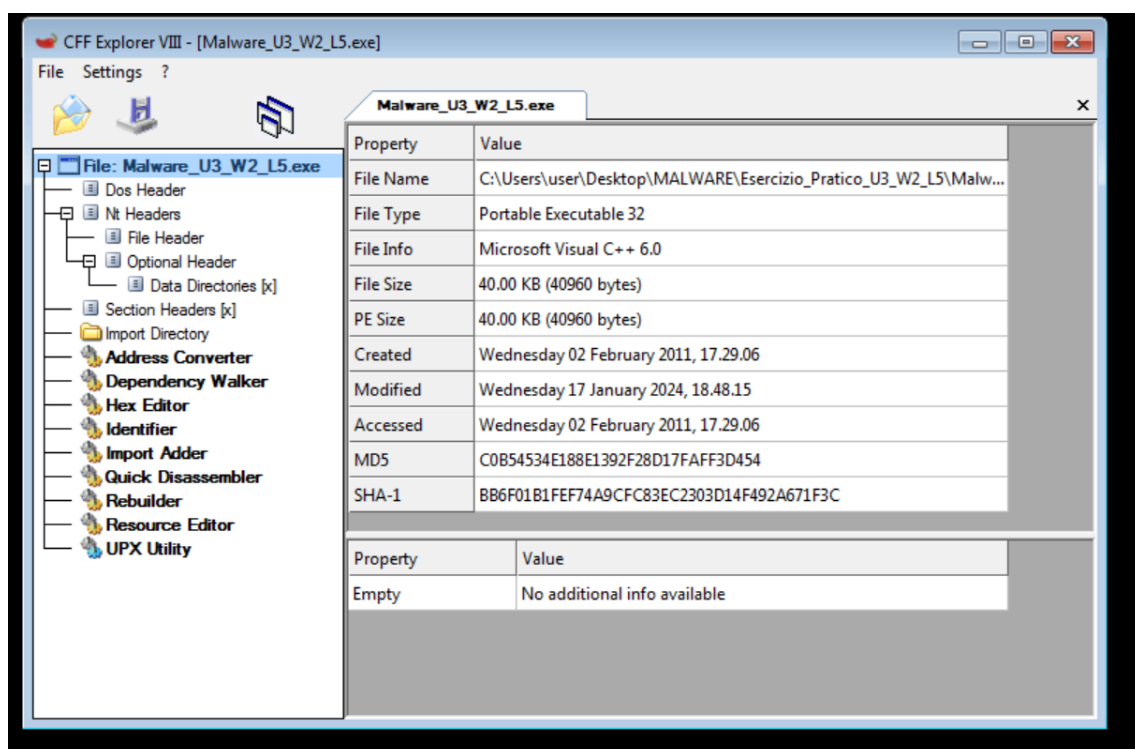 CFF Explorer VIII - [Malware_U3_W2_L5.exe]
File Settings ?
Malware_U3_W2_L5.exe
File: Malware_U3_W2_L5.exe
Dos Header
Nt Headers
File Header
Optional Header
Data Directories [x]
Section Headers [x]
Import Directory
Address Converter
Dependency Walker
Hex Editor
Identifier
Import Adder
Quick Disassembler
Rebuilder
Resource Editor
UPX Utility
Property Value
File Name C:\Users\user\Desktop\MALWARE\Esercizio_Pratico_U3_W2_L5\Malw...
File Type Portable Executable 32
File Info Microsoft Visual C++ 6.0
File Size 40.00 KB (40960 bytes)
PE Size 40.00 KB (40960 bytes)
Created Wednesday 02 February 2011, 17.29.06
Modified Wednesday 17 January 2024, 18.48.15
Accessed Wednesday 02 February 2011, 17.29.06
MD5 C0B54534E188E1392F28D17FAFF3D454
SHA-1 BB6F01B1FEF74A9CFC83EC2303D14F492A671F3C
Property Value
Empty No additional info available